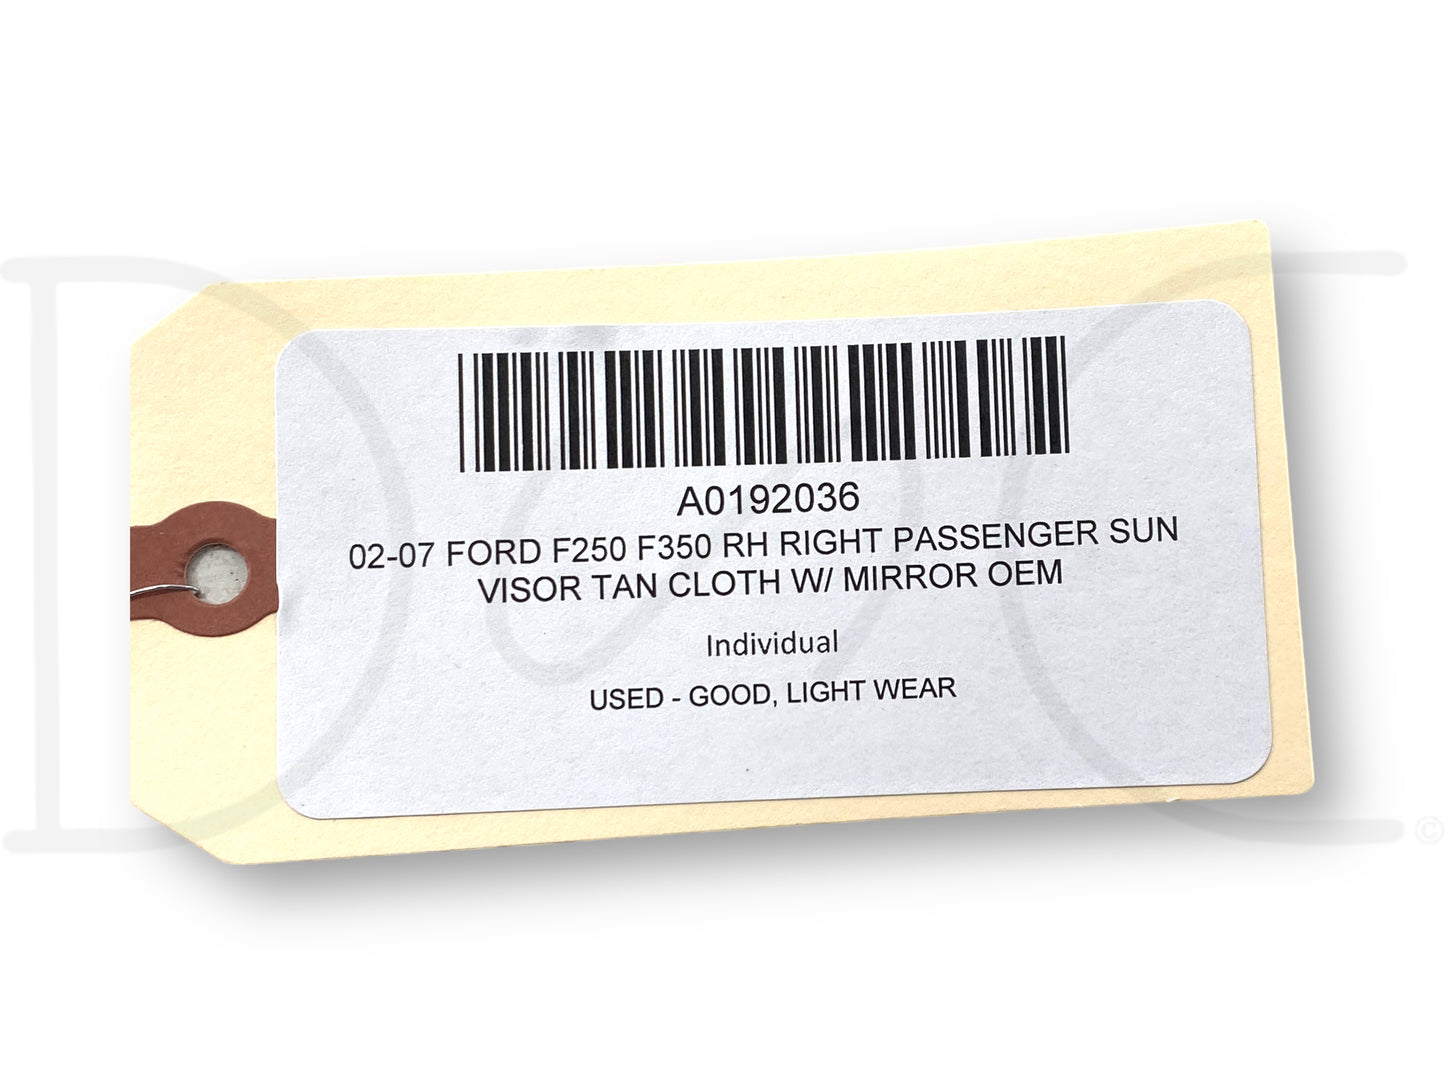 A0192036
02-07 FORD F250 F350 RH RIGHT PASSENGER SUN
VISOR TAN CLOTH W/ MIRROR OEM
Individual
USED - GOOD, LIGHT WEAR
D
C
©